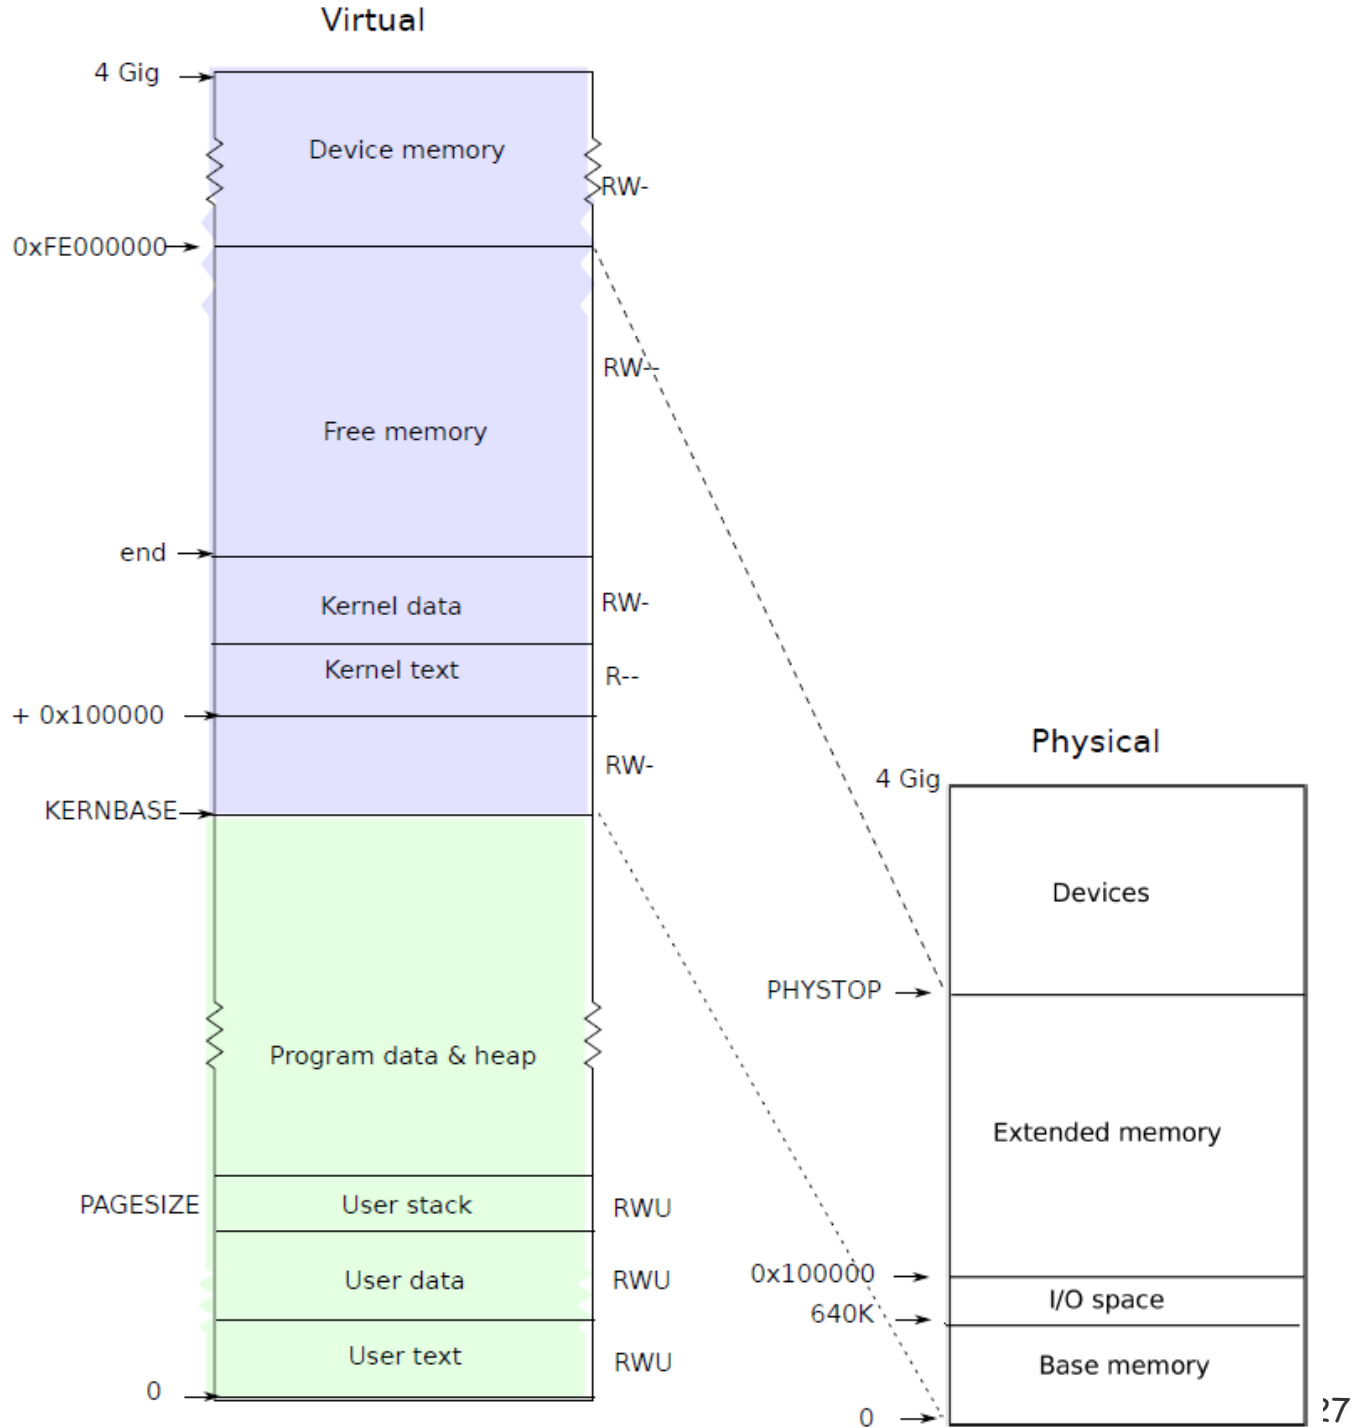 Virtual
4 Gig
Device memory
RW-
0xFE000000
RW--
Free memory
end
Kernel data
RW-
Kernel text
R--
+ 0x100000
RW-
KERNBASE
Program data & heap
PAGESIZE
User stack
RWU
User data
RWU
User text
RWU
0
Physical
4 Gig
Devices
PHYSTOP
Extended memory
0x100000
I/O space
640K
Base memory
0